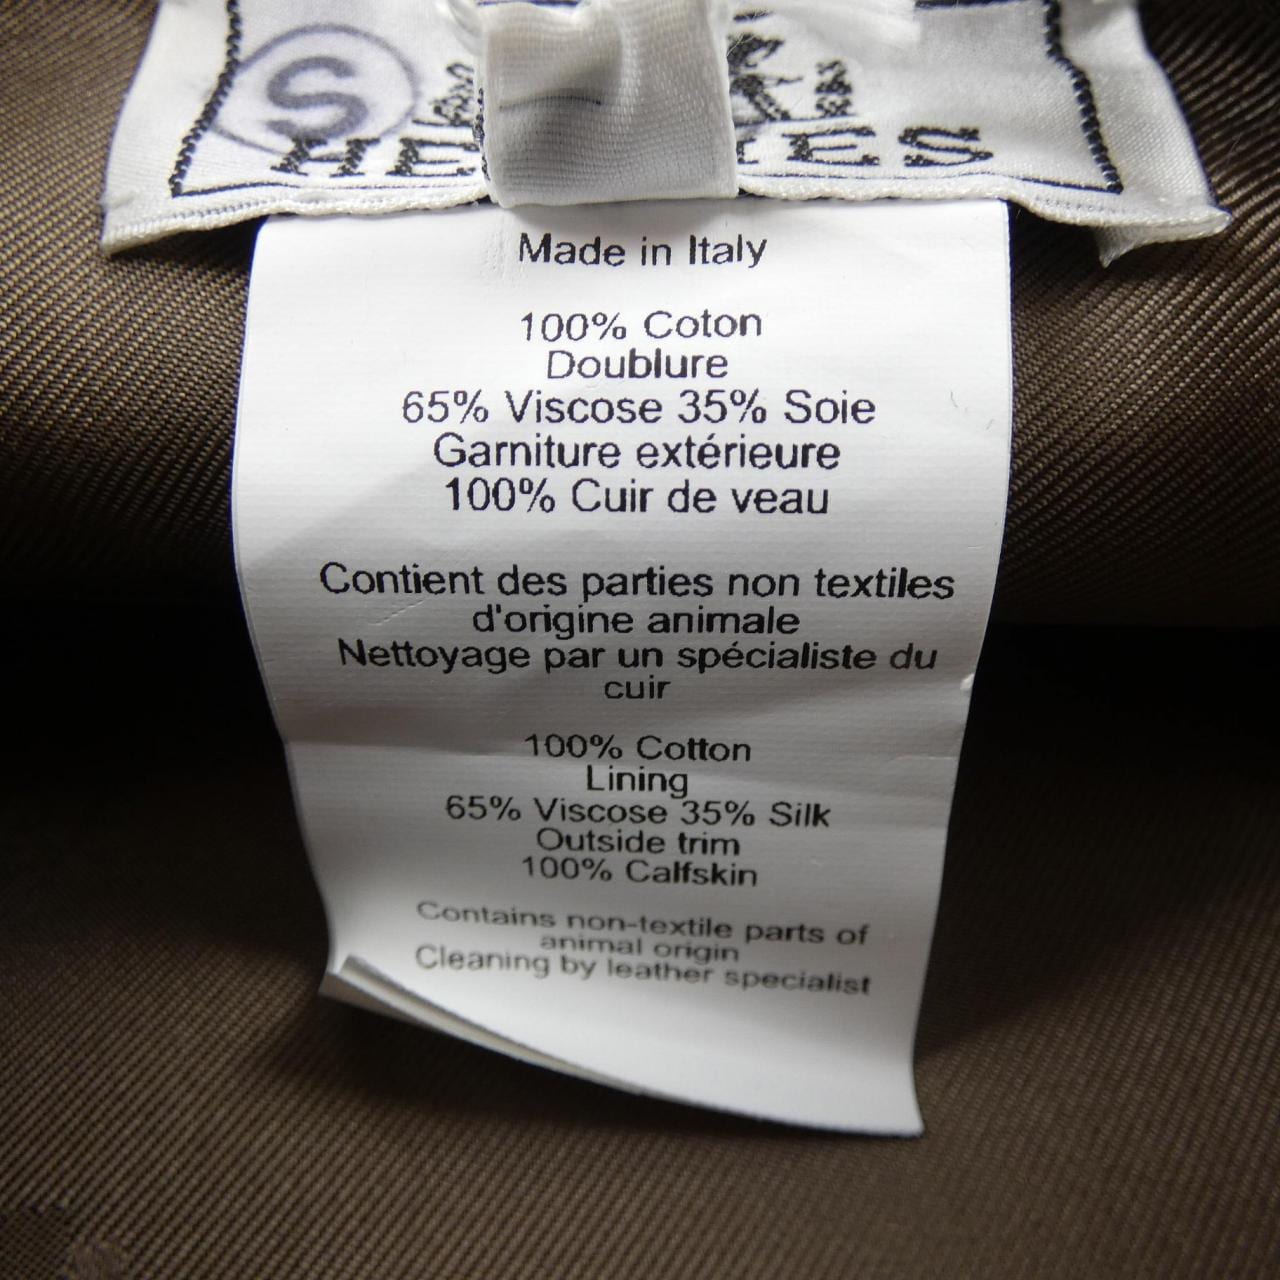 S
HERMES
Made in Italy
100% Coton
Doublure
65% Viscose 35% Soie
Garniture extérieure
100% Cuir de veau
Contient des parties non textiles
d'origine animale
Nettoyage par un spécialiste du
cuir
100% Cotton
Lining
65% Viscose 35% Silk
Outside trim
100% Calfskin
Contains non-textile parts of
animal origin
Cleaning by leather specialist